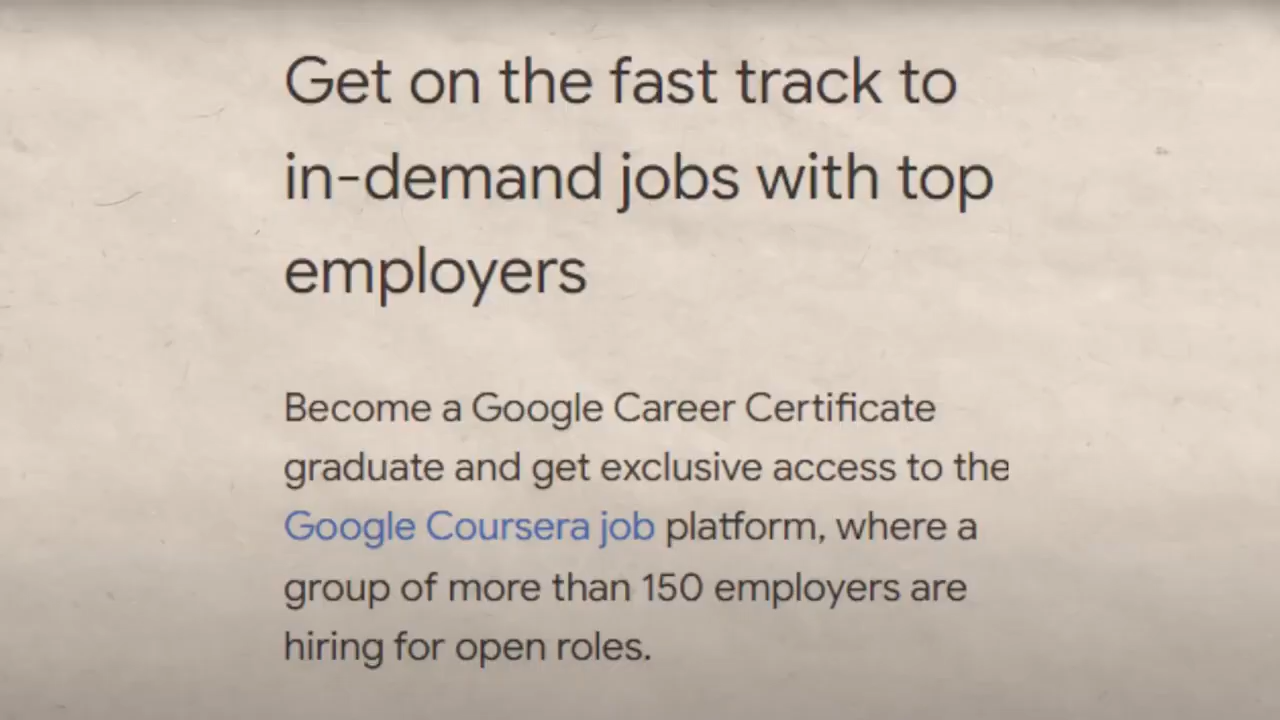 Get on the fast track to
in-demand jobs with top
employers
Become a Google Career Certificate
graduate and get exclusive access to the
Google Coursera job platform, where a
group of more than 150 employers are
hiring for open roles.